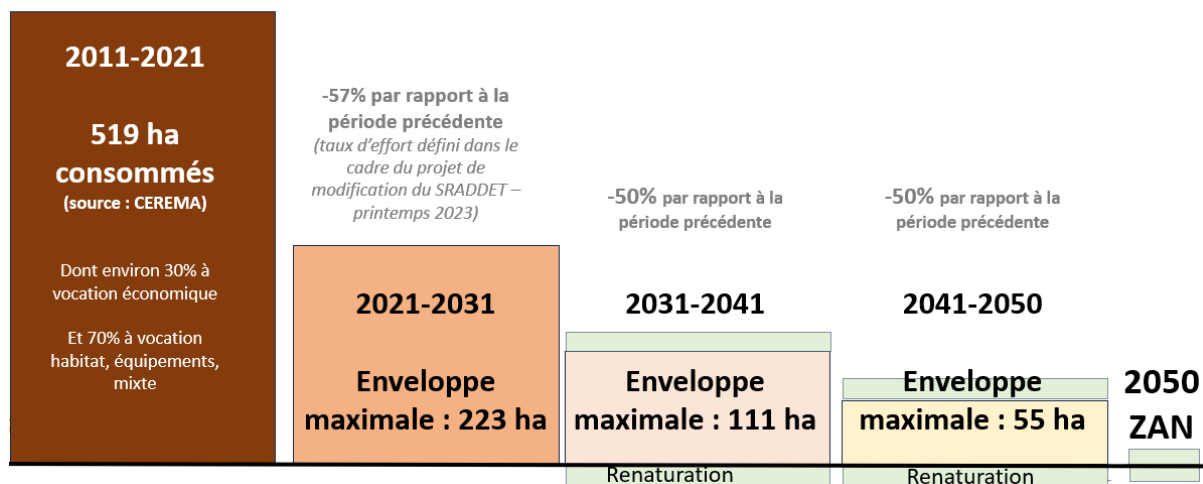 2011-2021
519 ha
consommés
(source : CEREMA)
Dont environ 30% à
vocation économique
Et 70% à vocation
habitat, équipements,
mixte
-57% par rapport à la
période précédente
(taux d’effort défini dans le
cadre du projet de
modification du SRADDET –
printemps 2023)
2021-2031
Enveloppe
maximale : 223 ha
-50% par rapport à la
période précédente
2031-2041
Enveloppe
maximale : 111 ha
Renaturation
-50% par rapport à la
période précédente
2041-2050
Enveloppe
maximale : 55 ha
Renaturation
2050
ZAN